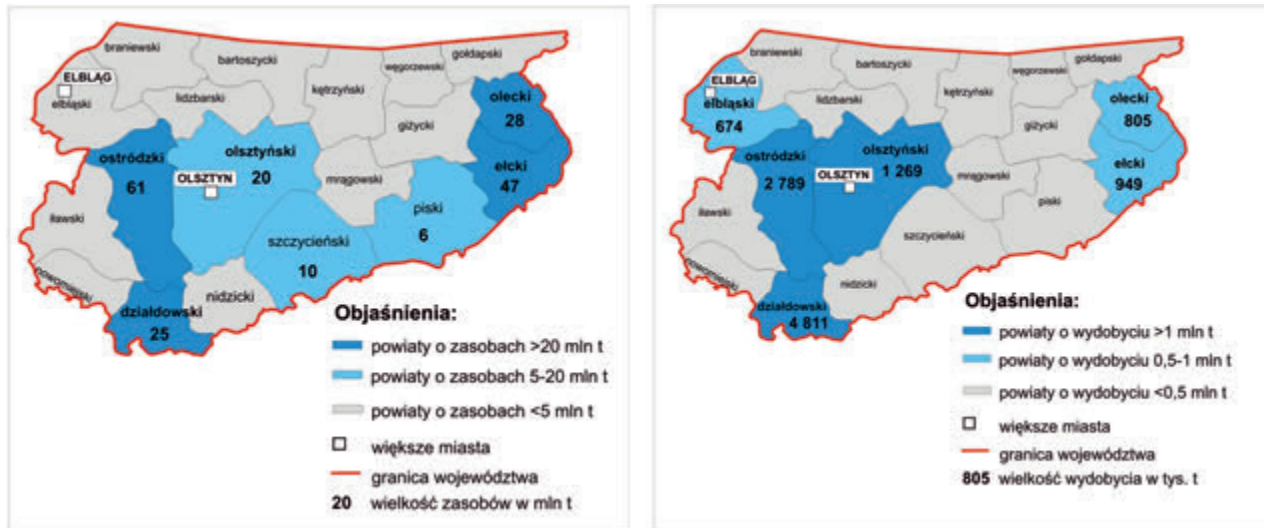 braniewski
bartoszycki
gołdapski
węgorzewski
ELBLĄG
elbląski
lidzbarski
kętrzyński
olecki
28
giżycki
ostródzki
61
olsztyński
20
OLSZTYN
mrągowski
ełcki
47
iławski
piski
6
szczycieński
10
nowomiejski
nidzicki
działdowski
25
Objaśnienia:
powiaty o zasobach >20 mln t
powiaty o zasobach 5-20 mln t
powiaty o zasobach <5 mln t
większe miasta
granica województwa
20 wielkość zasobów w mln t
braniewski
bartoszycki
gołdapski
węgorzewski
ELBLĄG
elbląski
674
lidzbarski
kętrzyński
olecki
805
giżycki
ostródzki
2 789
olsztyński
1 269
OLSZTYN
mrągowski
ełcki
949
iławski
piski
szczycieński
nowomiejski
nidzicki
działdowski
4 811
Objaśnienia:
powiaty o wydobyciu >1 mln t
powiaty o wydobyciu 0,5-1 mln t
powiaty o wydobyciu <0,5 mln t
większe miasta
granica województwa
805 wielkość wydobycia w tys. t